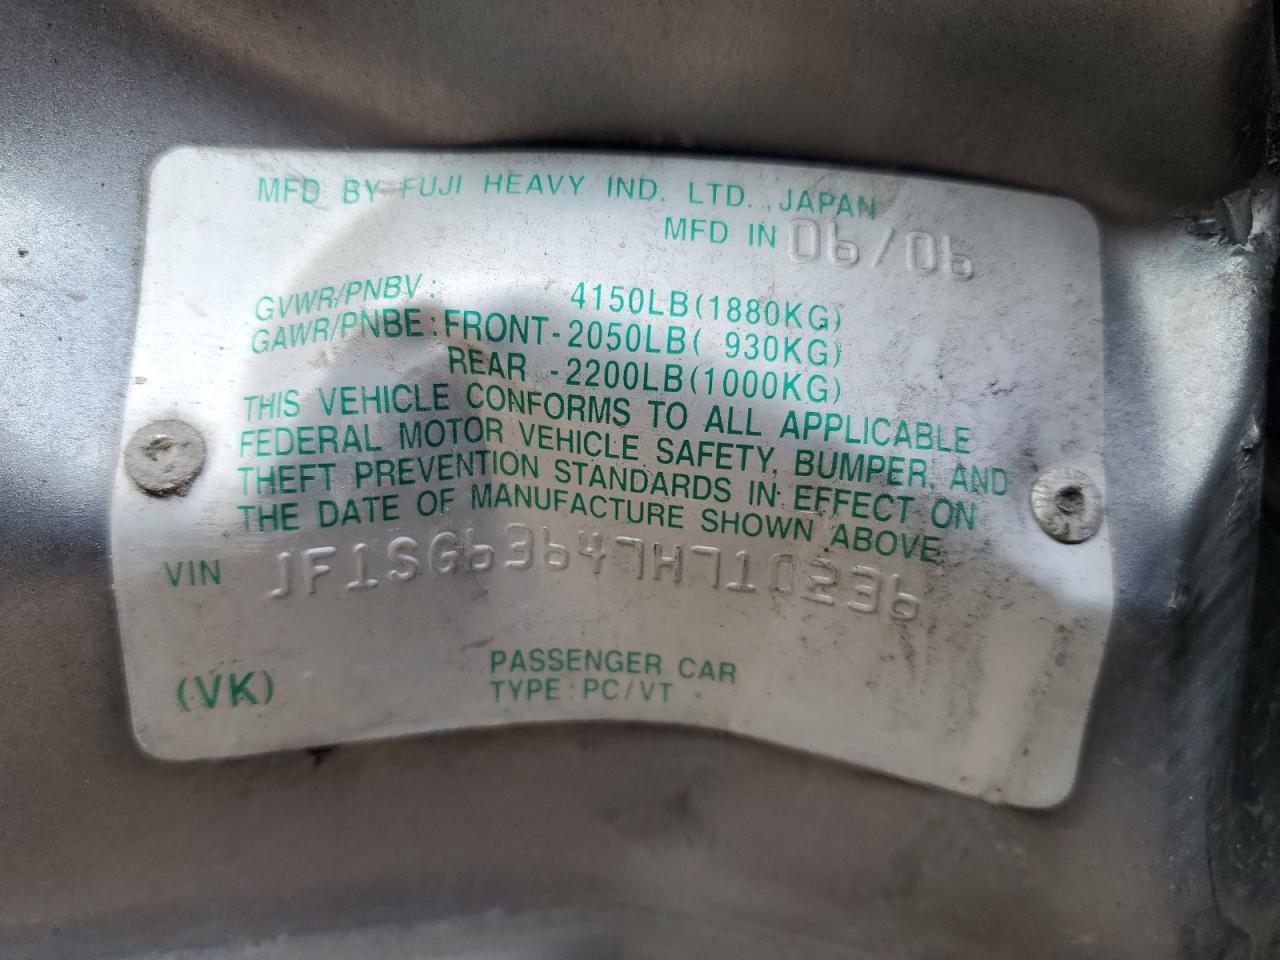 MFD BY FUJI HEAVY IND. LTD. JAPAN
MFD IN 06/06
GVWR/PNBV: 4150LB(1880KG)
GAWR/PNBE:FRONT-2050LB( 930KG)
REAR -2200LB(1000KG)
THIS VEHICLE CONFORMS TO ALL APPLICABLE
FEDERAL MOTOR VEHICLE SAFETY, BUMPER, AND
THEFT PREVENTION STANDARDS IN EFFECT ON
THE DATE OF MANUFACTURE SHOWN ABOVE
VIN
PASSENGER CAR
(VK) TYPE:PC/VT